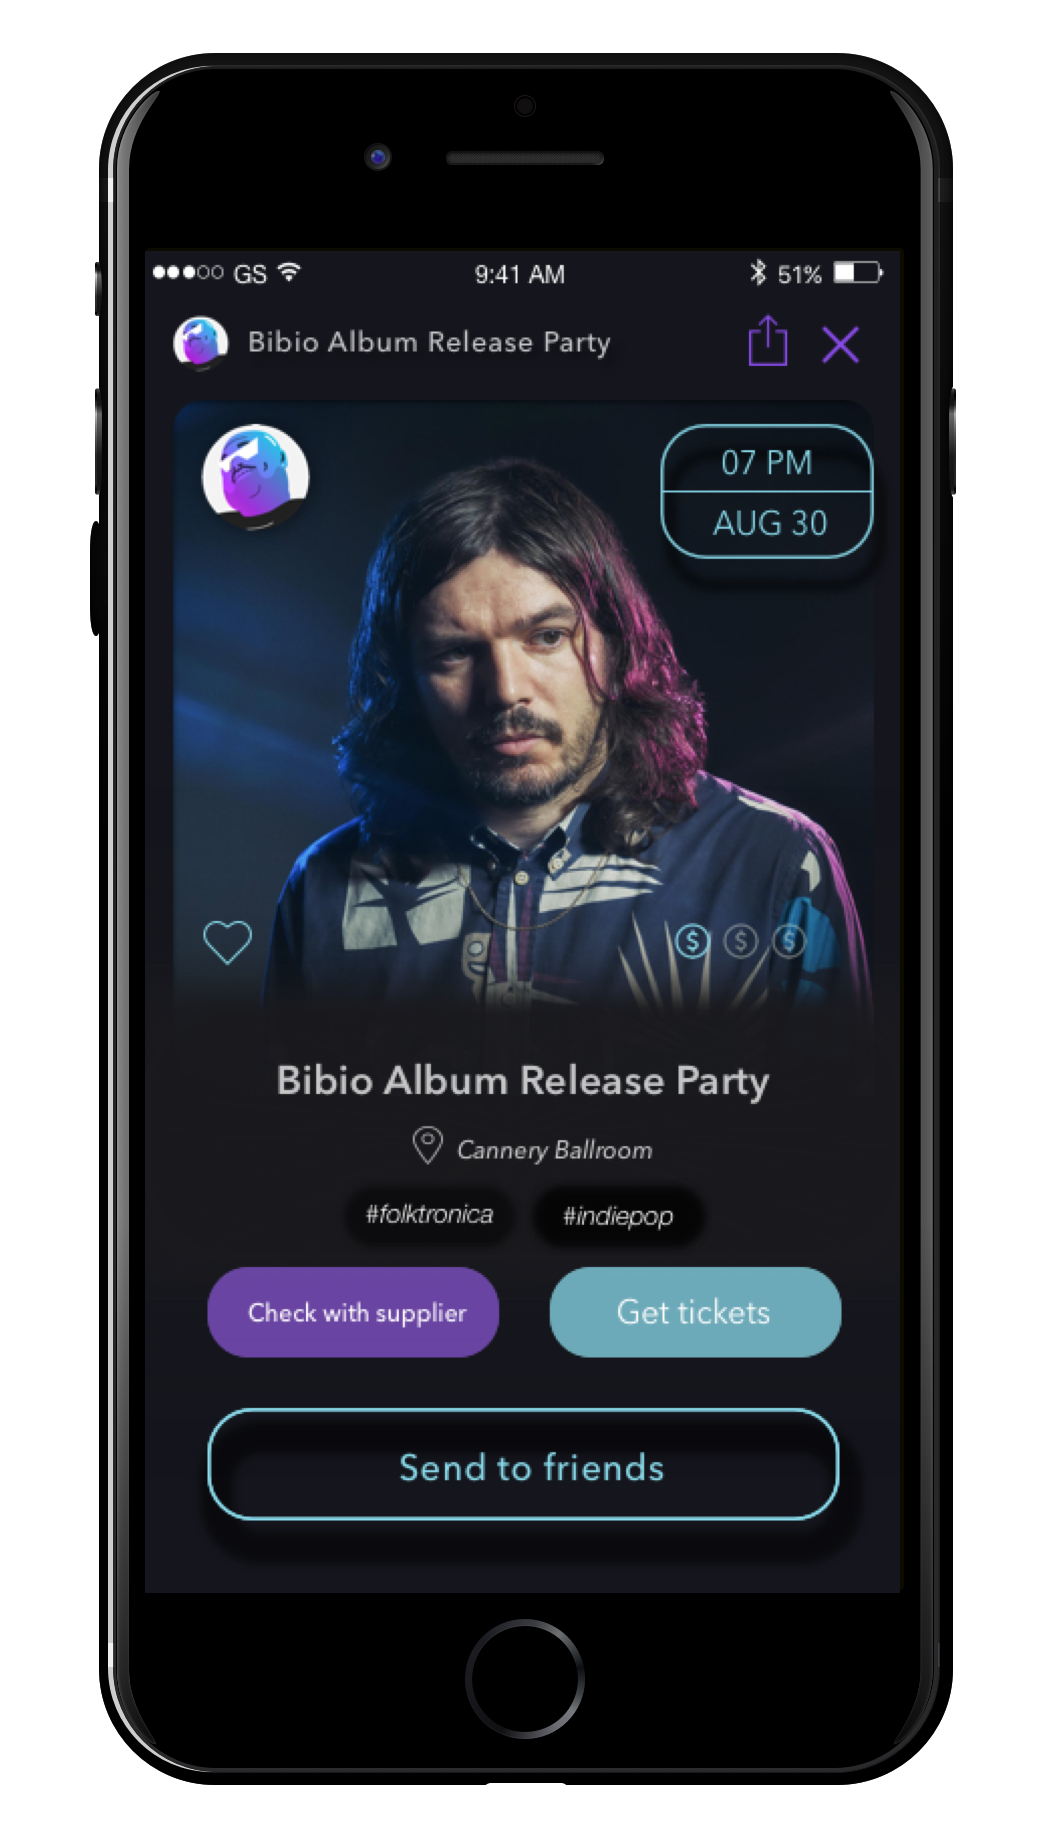 GS 9:41 AM 51%
Bibio Album Release Party
07 PM
AUG 30
$ $ $
Bibio Album Release Party
Cannery Ballroom
#folktronica #indiepop
Check with supplier Get tickets
Send to friends